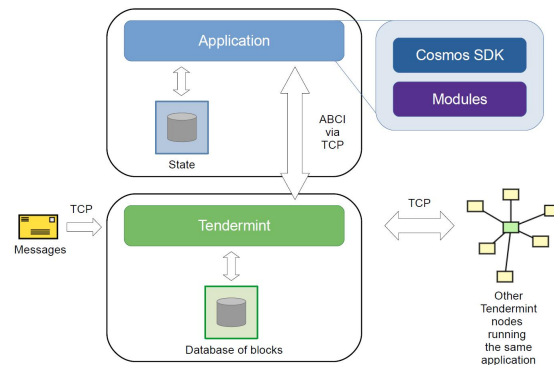 Application
Cosmos SDK
Modules
ABCI
via
TCP
State
TCP
Messages
Tendermint
TCP
Database of blocks
Other
Tendermint
nodes
running
the same
application